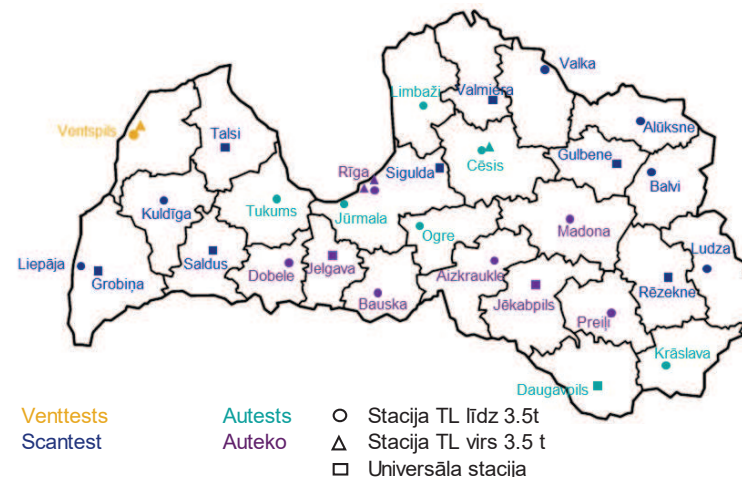 Valka
Limbaži
Valmiera
Alūksne
Ventspils
Talsi
Cēsis
Gulbene
Rīga
Sigulda
Balvi
Kuldīga
Tukums
Jūrmala
Madona
Ogre
Ludza
Liepāja
Grobiņa
Saldus
Dobele
Jelgava
Aizkraukle
Rēzekne
Bauska
Jēkabpils
Preiļi
Krāslava
Daugavpils
Venttests
Autests
Stacija TL līdz 3.5t
Scantest
Auteko
Stacija TL virs 3.5 t
Universāla stacija